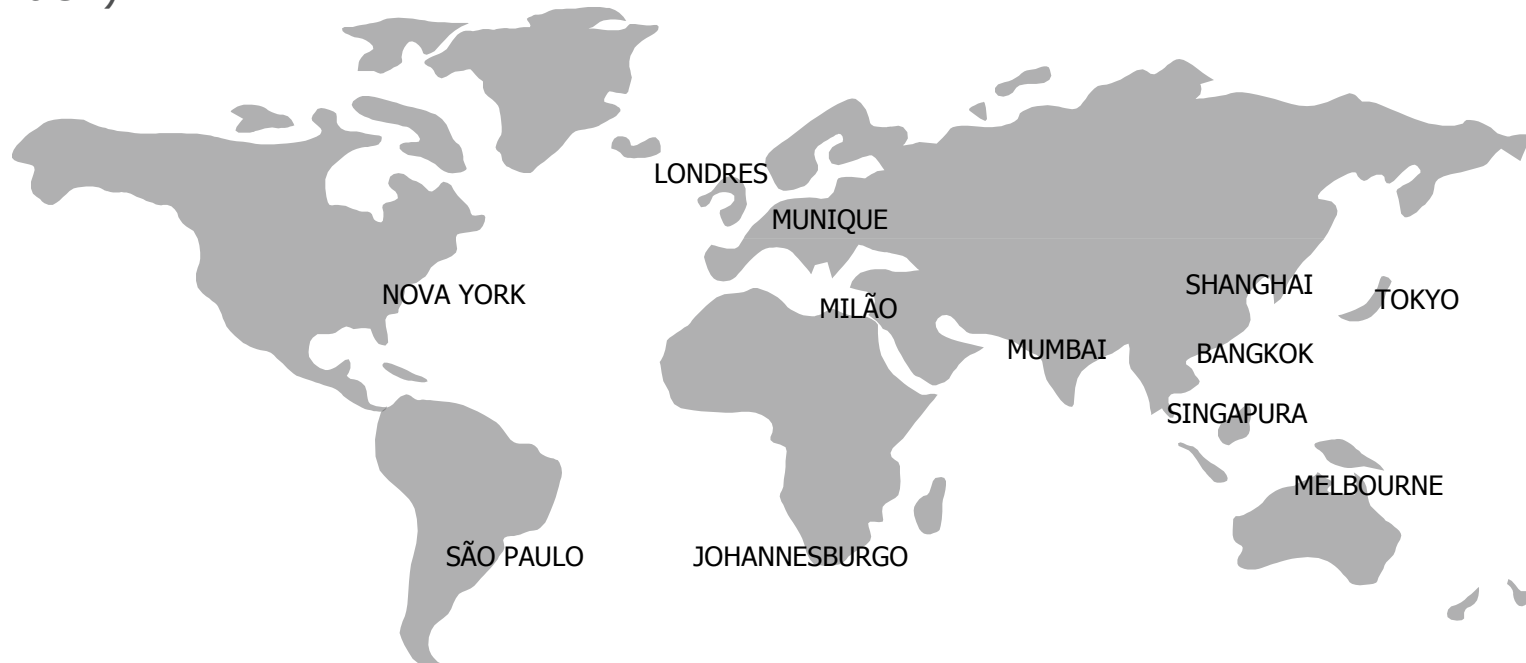 LONDRES
MUNIQUE
NOVA YORK
MILÃO
SHANGHAI
TOKYO
MUMBAI
BANGKOK
SINGAPURA
MELBOURNE
SÃO PAULO
JOHANNESBURGO